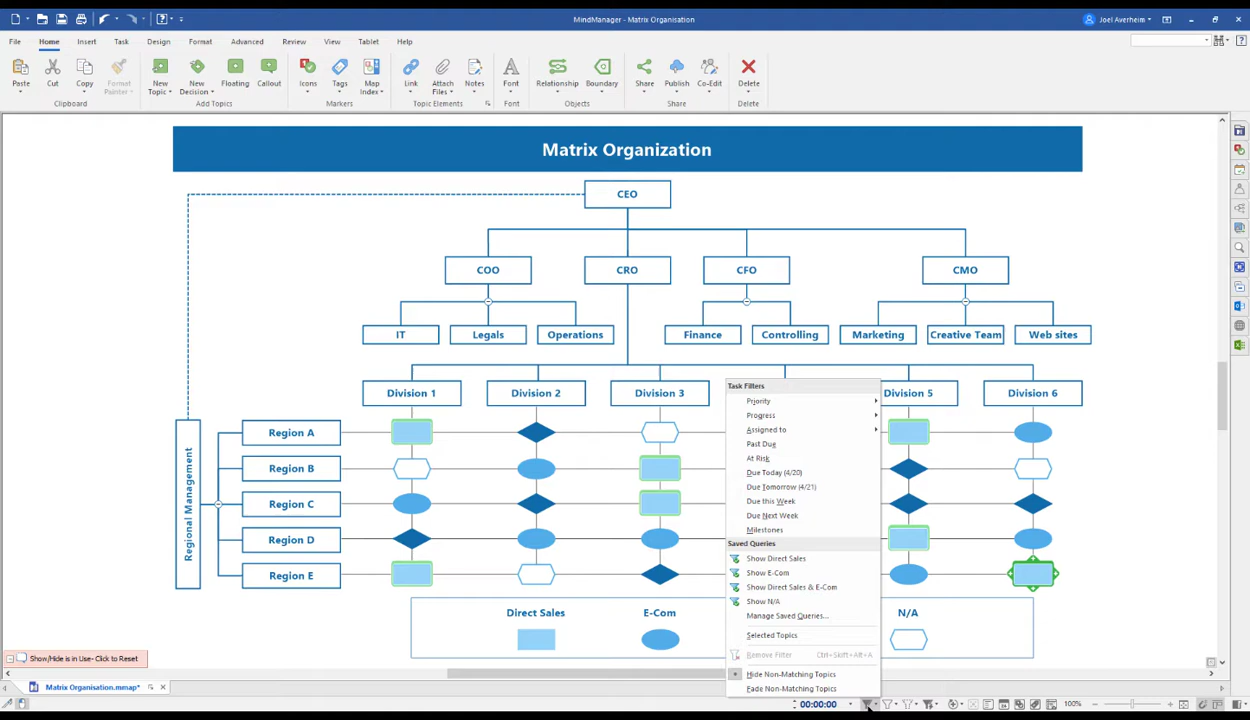 MindManager - Matrix Organisation
Joel Averheim
File Home Insert Task Design Format Advanced Review View Tablet Help
Paste Cut Copy Format Painter New Topic New Decision Floating Callout Icons Tags Map Index Link Attach Files Notes Font Relationship Boundary Share Publish Co-Edit Delete
Clipboard Add Topics Markers Topic Elements Font Objects Share Delete
Matrix Organization
CEO
COO CRO CFO CMO
IT Legals Operations Finance Controlling Marketing Creative Team Web sites
Division 1 Division 2 Division 3 Division 5 Division 6
Regional Management
Region A
Region B
Region C
Region D
Region E
Direct Sales E-Com N/A
Task Filters
Priority
Progress
Assigned to
Past Due
At Risk
Due Today (4/20)
Due Tomorrow (4/21)
Due this Week
Due Next Week
Milestones
Saved Queries
Show Direct Sales
Show E-Com
Show Direct Sales & E-Com
Show N/A
Manage Saved Queries...
Selected Topics
Remove Filter Ctrl+Shift+Alt+A
Hide Non-Matching Topics
Fade Non-Matching Topics
Show/Hide is in Use- Click to Reset
Matrix Organisation.mmap*
00:00:00 100%